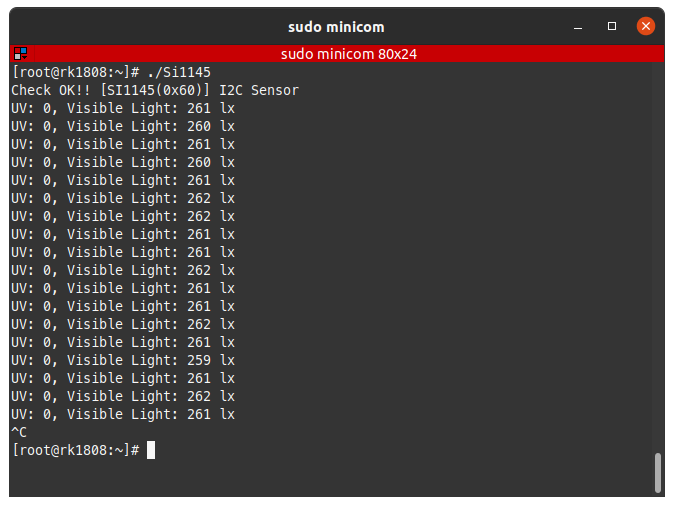 sudo minicom
sudo minicom 80x24
[root@rk1808:~]# ./Si1145
Check OK!! [SI1145(0x60)] I2C Sensor
UV: 0, Visible Light: 261 lx
UV: 0, Visible Light: 260 lx
UV: 0, Visible Light: 261 lx
UV: 0, Visible Light: 260 lx
UV: 0, Visible Light: 261 lx
UV: 0, Visible Light: 262 lx
UV: 0, Visible Light: 262 lx
UV: 0, Visible Light: 261 lx
UV: 0, Visible Light: 261 lx
UV: 0, Visible Light: 262 lx
UV: 0, Visible Light: 261 lx
UV: 0, Visible Light: 261 lx
UV: 0, Visible Light: 262 lx
UV: 0, Visible Light: 261 lx
UV: 0, Visible Light: 259 lx
UV: 0, Visible Light: 261 lx
UV: 0, Visible Light: 262 lx
UV: 0, Visible Light: 261 lx
^C
[root@rk1808:~]#